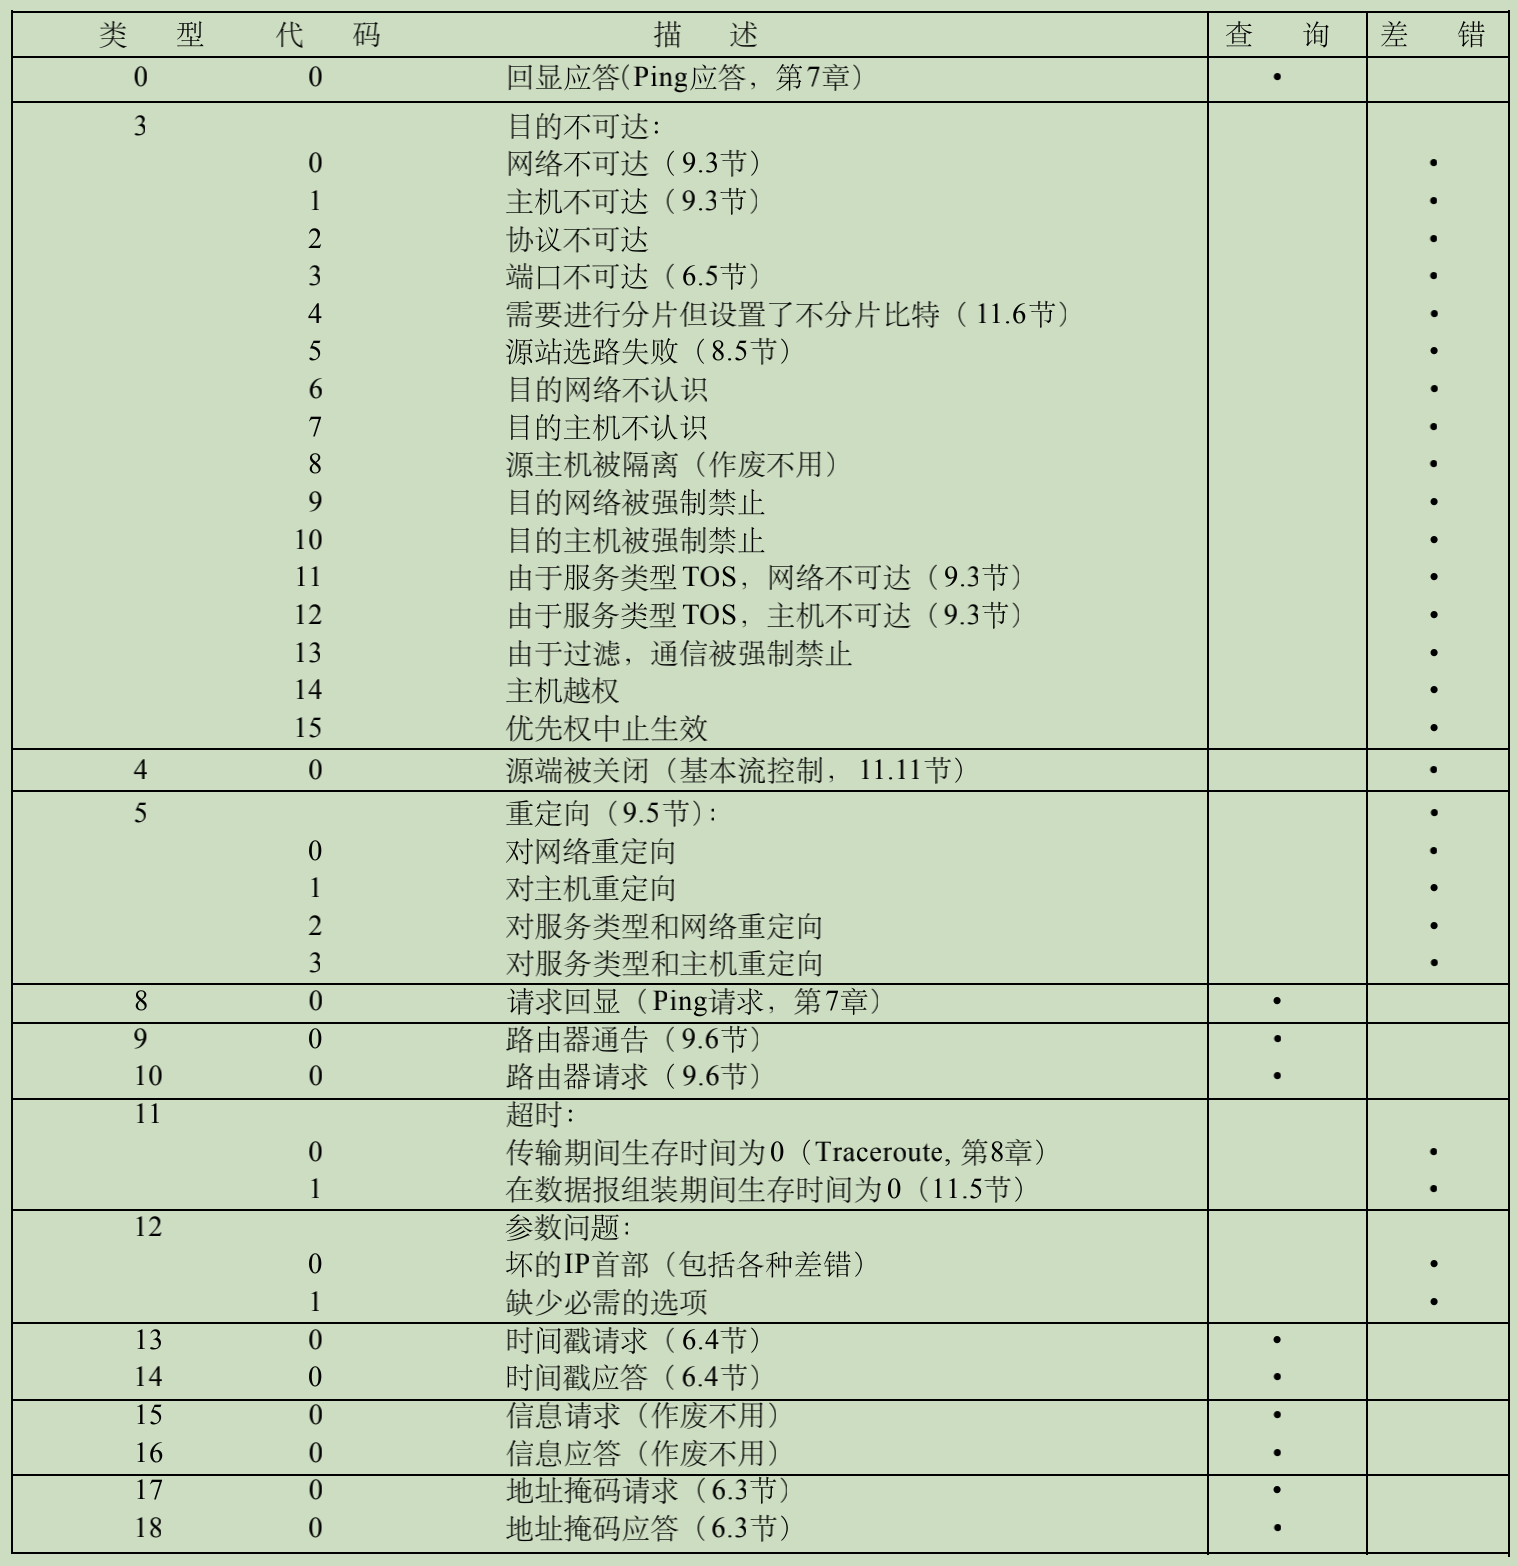 类 型 代 码 描 述 查 询 差 错
0 0 回显应答(Ping应答，第7章) •
3 目的不可达：
0 网络不可达（9.3节） •
1 主机不可达（9.3节） •
2 协议不可达 •
3 端口不可达（6.5节） •
4 需要进行分片但设置了不分片比特（11.6节） •
5 源站选路失败（8.5节） •
6 目的网络不认识 •
7 目的主机不认识 •
8 源主机被隔离（作废不用） •
9 目的网络被强制禁止 •
10 目的主机被强制禁止 •
11 由于服务类型TOS，网络不可达（9.3节） •
12 由于服务类型TOS，主机不可达（9.3节） •
13 由于过滤，通信被强制禁止 •
14 主机越权 •
15 优先权中止生效 •
4 0 源端被关闭（基本流控制，11.11节） •
5 重定向（9.5节）： •
0 对网络重定向 •
1 对主机重定向 •
2 对服务类型和网络重定向 •
3 对服务类型和主机重定向 •
8 0 请求回显（Ping请求，第7章） •
9 0 路由器通告（9.6节） •
10 0 路由器请求（9.6节） •
11 超时：
0 传输期间生存时间为0（Traceroute, 第8章） •
1 在数据报组装期间生存时间为0（11.5节） •
12 参数问题：
0 坏的IP首部（包括各种差错） •
1 缺少必需的选项 •
13 0 时间戳请求（6.4节） •
14 0 时间戳应答（6.4节） •
15 0 信息请求（作废不用） •
16 0 信息应答（作废不用） •
17 0 地址掩码请求（6.3节） •
18 0 地址掩码应答（6.3节） •